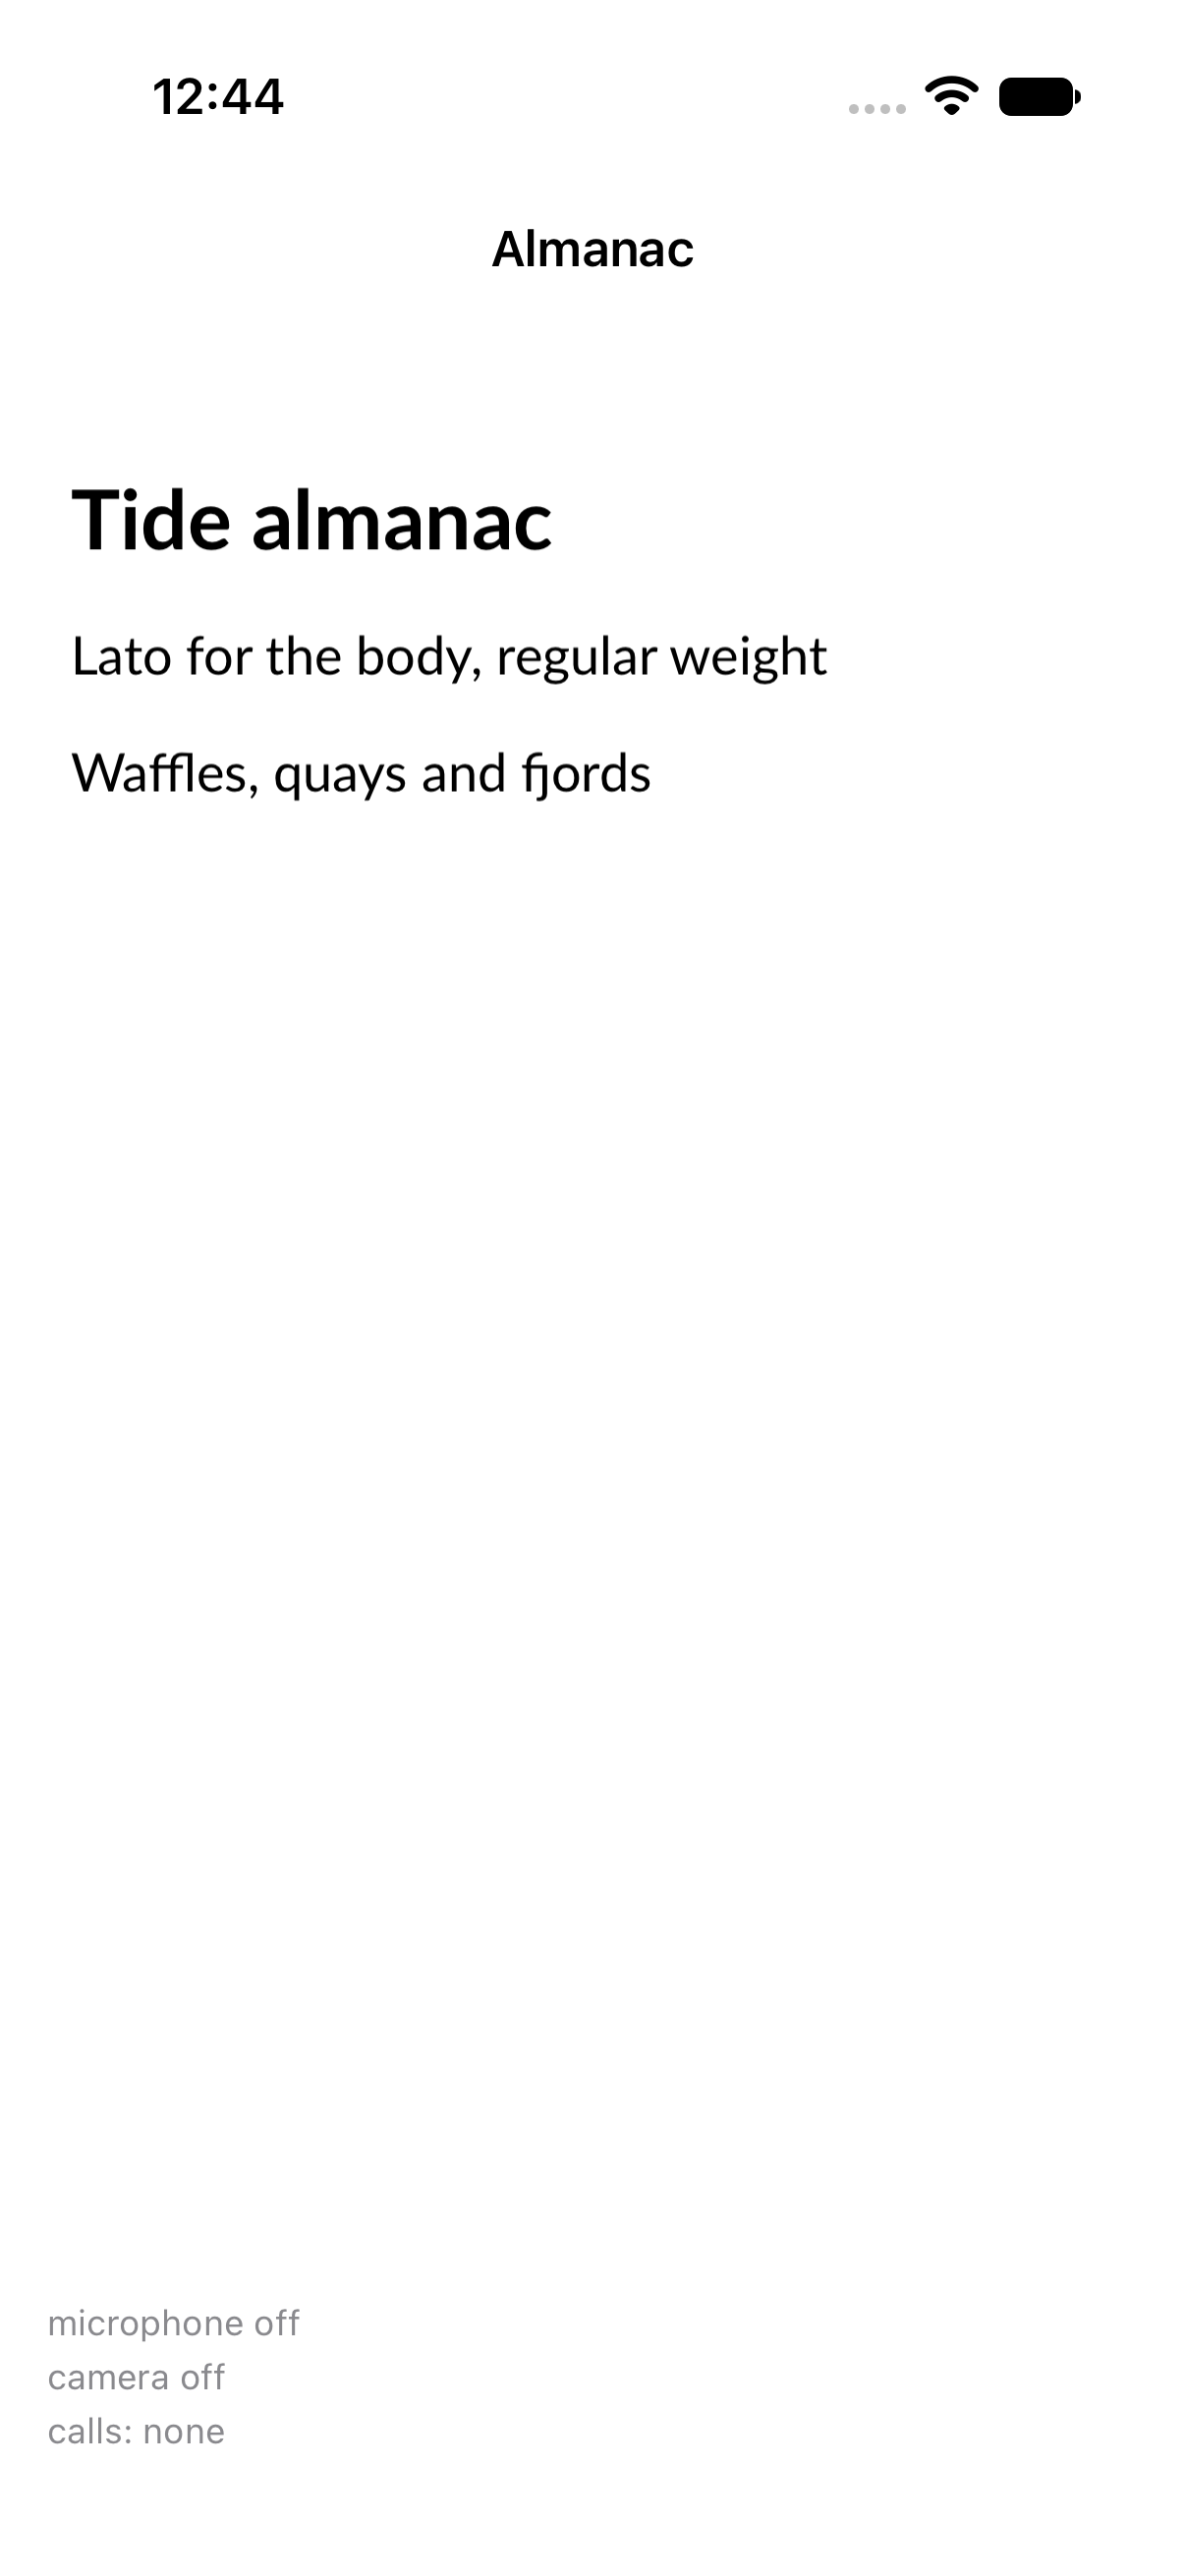 12:44
Almanac
Tide almanac
Lato for the body, regular weight
Waffles, quays and fjords
microphone off
camera off
calls: none